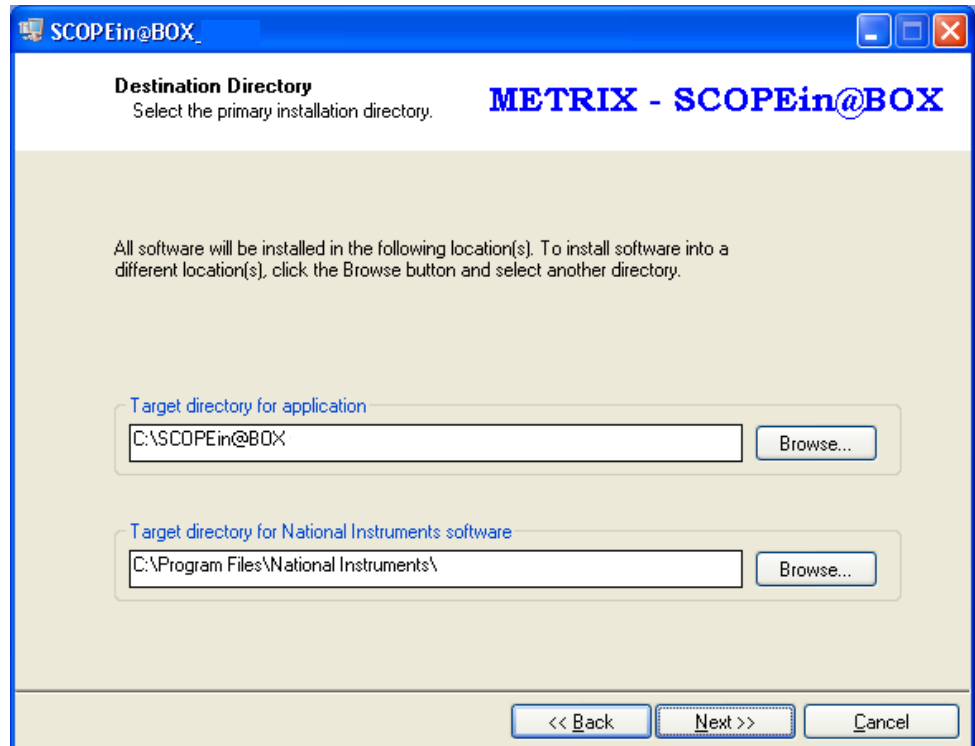 SCOPEin@BOX_
Destination Directory
Select the primary installation directory.
METRIX - SCOPEin@BOX
All software will be installed in the following location(s). To install software into a
different location(s), click the Browse button and select another directory.
Target directory for application
C:\SCOPEin@BOX
Browse...
Target directory for National Instruments software
C:\Program Files\National Instruments\
Browse...
<< Back
Next >>
Cancel